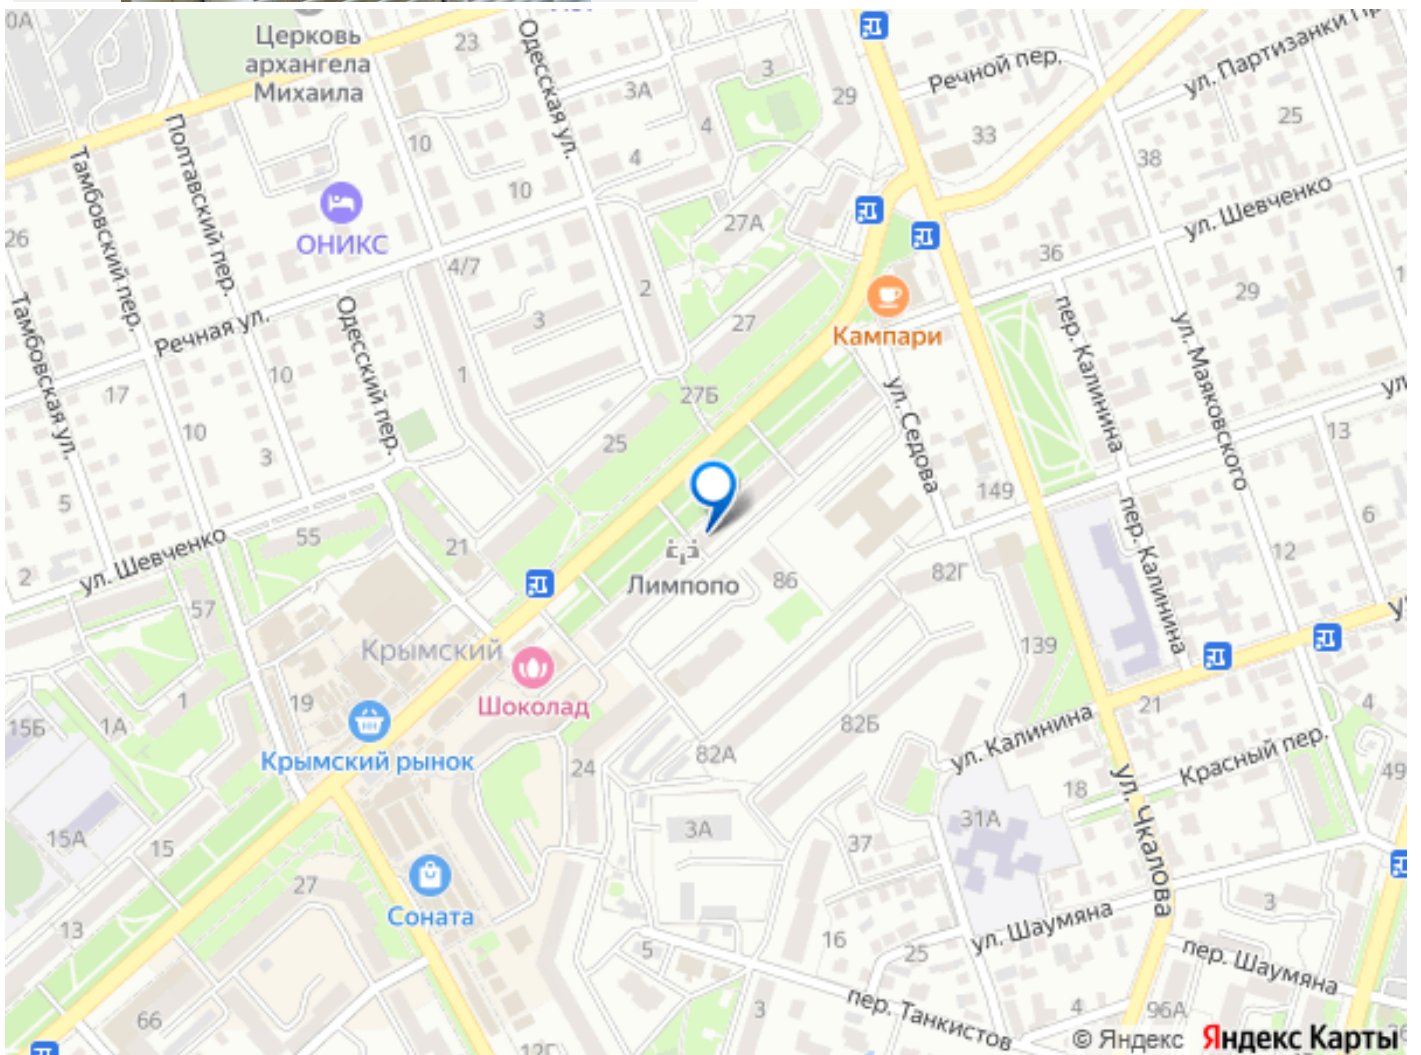 Церковь
архангела
Михаила
23
Одесская ул.
3
3А
29
Речной пер.
ул. Партизанки
25
33
38
Тамбовский пер.
Полтавский пер.
10
4
4
10
ул. Шевченко
26
ОНИКС
27А
36
4/7
2
29
Тамбовская ул.
Речная ул.
Одесский пер.
3
27
Кампари
пер. Калинина
ул. Маяковского
17
10
1
27Б
ул. Седова
ул.
10
3
25
13
5
149
пер. Калинина
6
ул. Шевченко
55
21
2
Лимпопо
86
82Г
12
57
Крымский
139
Шоколад
1
19
1А
15Б
Крымский рынок
82А
82Б
ул. Калинина
21
4
Красный пер.
24
18
ул. Чкалова
49
15А
15
3А
37
31А
27
Соната
13
5
16
25
ул. Шаумяна
3
пер. Шаумяна
66
3
пер. Танкистов
4
96А
12Г
© Яндекс Яндекс Карты